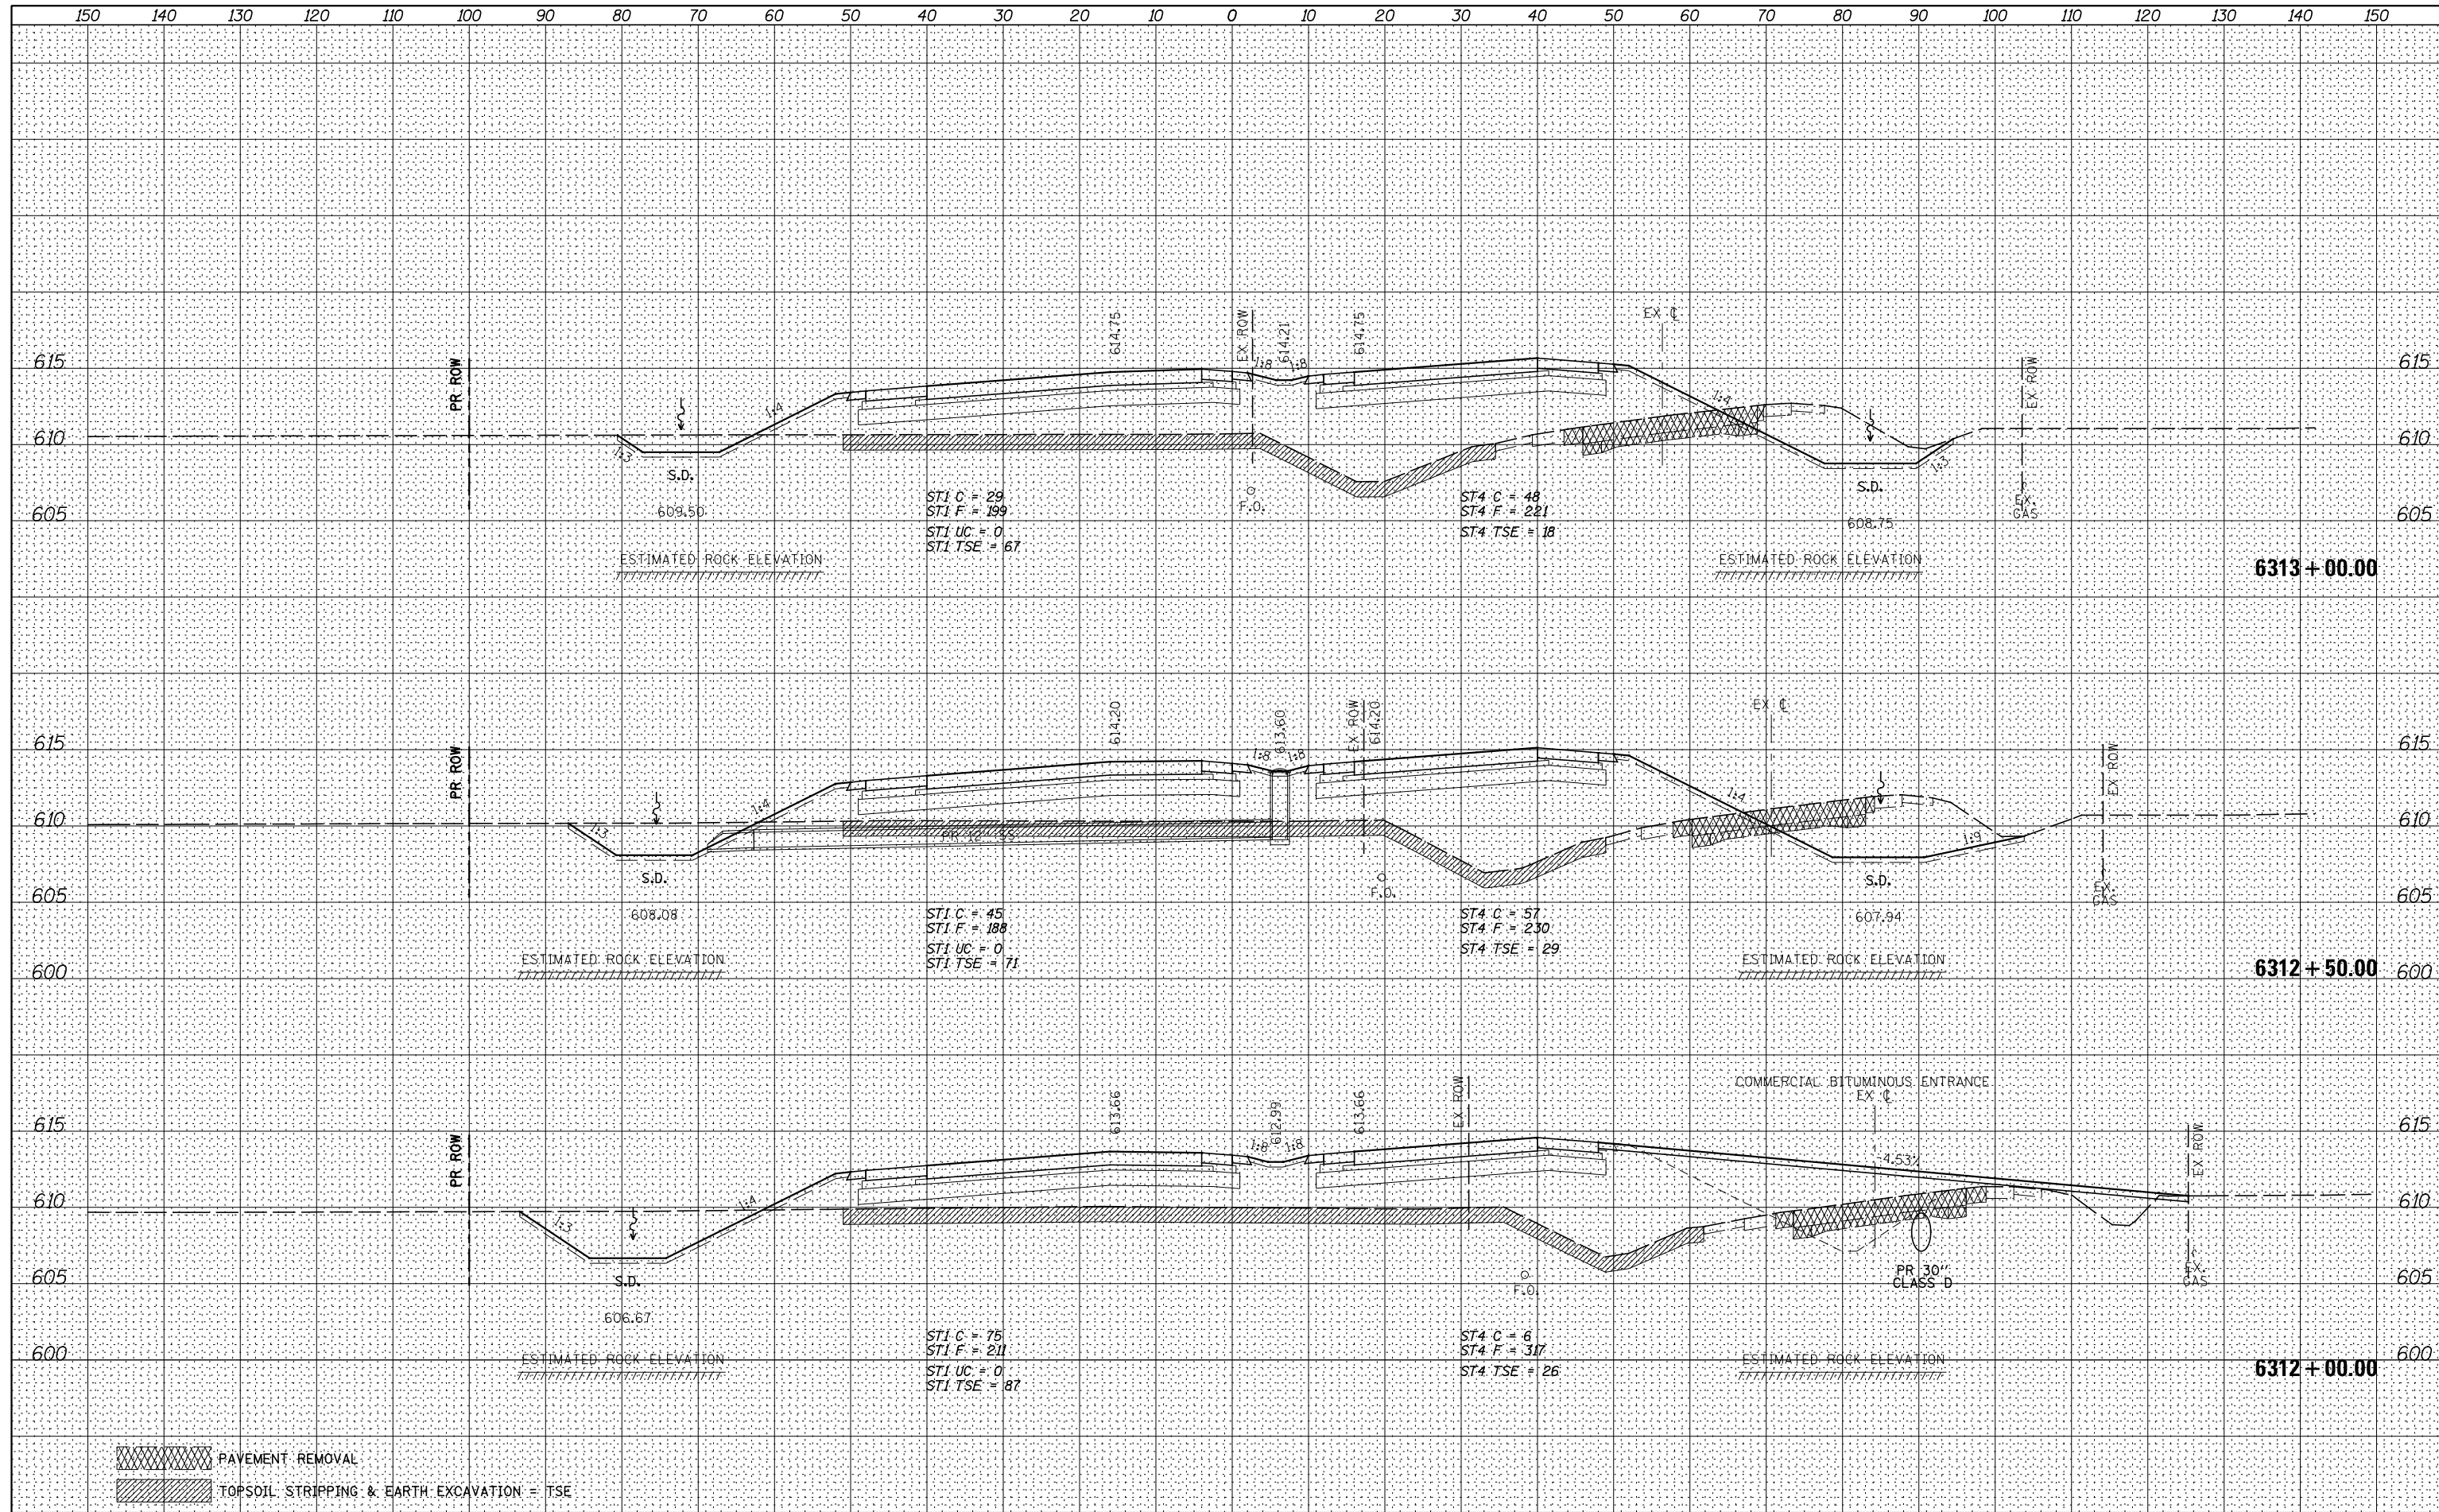 150 140 130 120 110 100 90 80 70 60 50 40 30 20 10 0 10 20 30 40 50 60 70 80 90 100 110 120 130 140 150
614.75 EX ROW 614.21 614.75 EX ℄
615 PR ROW 1:8 1:8 EX ROW 615
1:4 1:4
610 1:3 1:3 610
S.D. S.D.
ST1 C = 29 ST4 C = 48
ST1 F = 199 ST4 F = 221
609.50 F.O. EX. GAS
605 608.75 605
ST1 UC = 0 ST4 TSE = 18
ST1 TSE = 67
ESTIMATED ROCK ELEVATION ESTIMATED ROCK ELEVATION
6313 + 00.00
614.20 613.60 EX ROW 614.20 EX ℄
615 PR ROW 1:8 1:8 EX ROW 615
1:4 1:4
610 1:3 PR 12" SS 1:9 610
S.D. S.D.
605 F.O. EX. GAS 605
608.08 607.94
ST1 C = 45 ST4 C = 57
ST1 F = 188 ST4 F = 230
ST1 UC = 0 ST4 TSE = 29
ST1 TSE = 71
ESTIMATED ROCK ELEVATION ESTIMATED ROCK ELEVATION
600 6312 + 50.00 600
COMMERCIAL BITUMINOUS ENTRANCE
613.66 612.99 613.66 EX ROW EX ℄
615 PR ROW 1:8 1:8 EX ROW 615
-4.53%
610 1:4 610
1:3
605 S.D. F.O. PR 30" EX. GAS 605
CLASS D
606.67
ST1 C = 75 ST4 C = 6
ST1 F = 211 ST4 F = 317
600 ESTIMATED ROCK ELEVATION ESTIMATED ROCK ELEVATION 600
ST1 UC = 0 ST4 TSE = 26
ST1 TSE = 87
6312 + 00.00
PAVEMENT REMOVAL
TOPSOIL STRIPPING & EARTH EXCAVATION = TSE